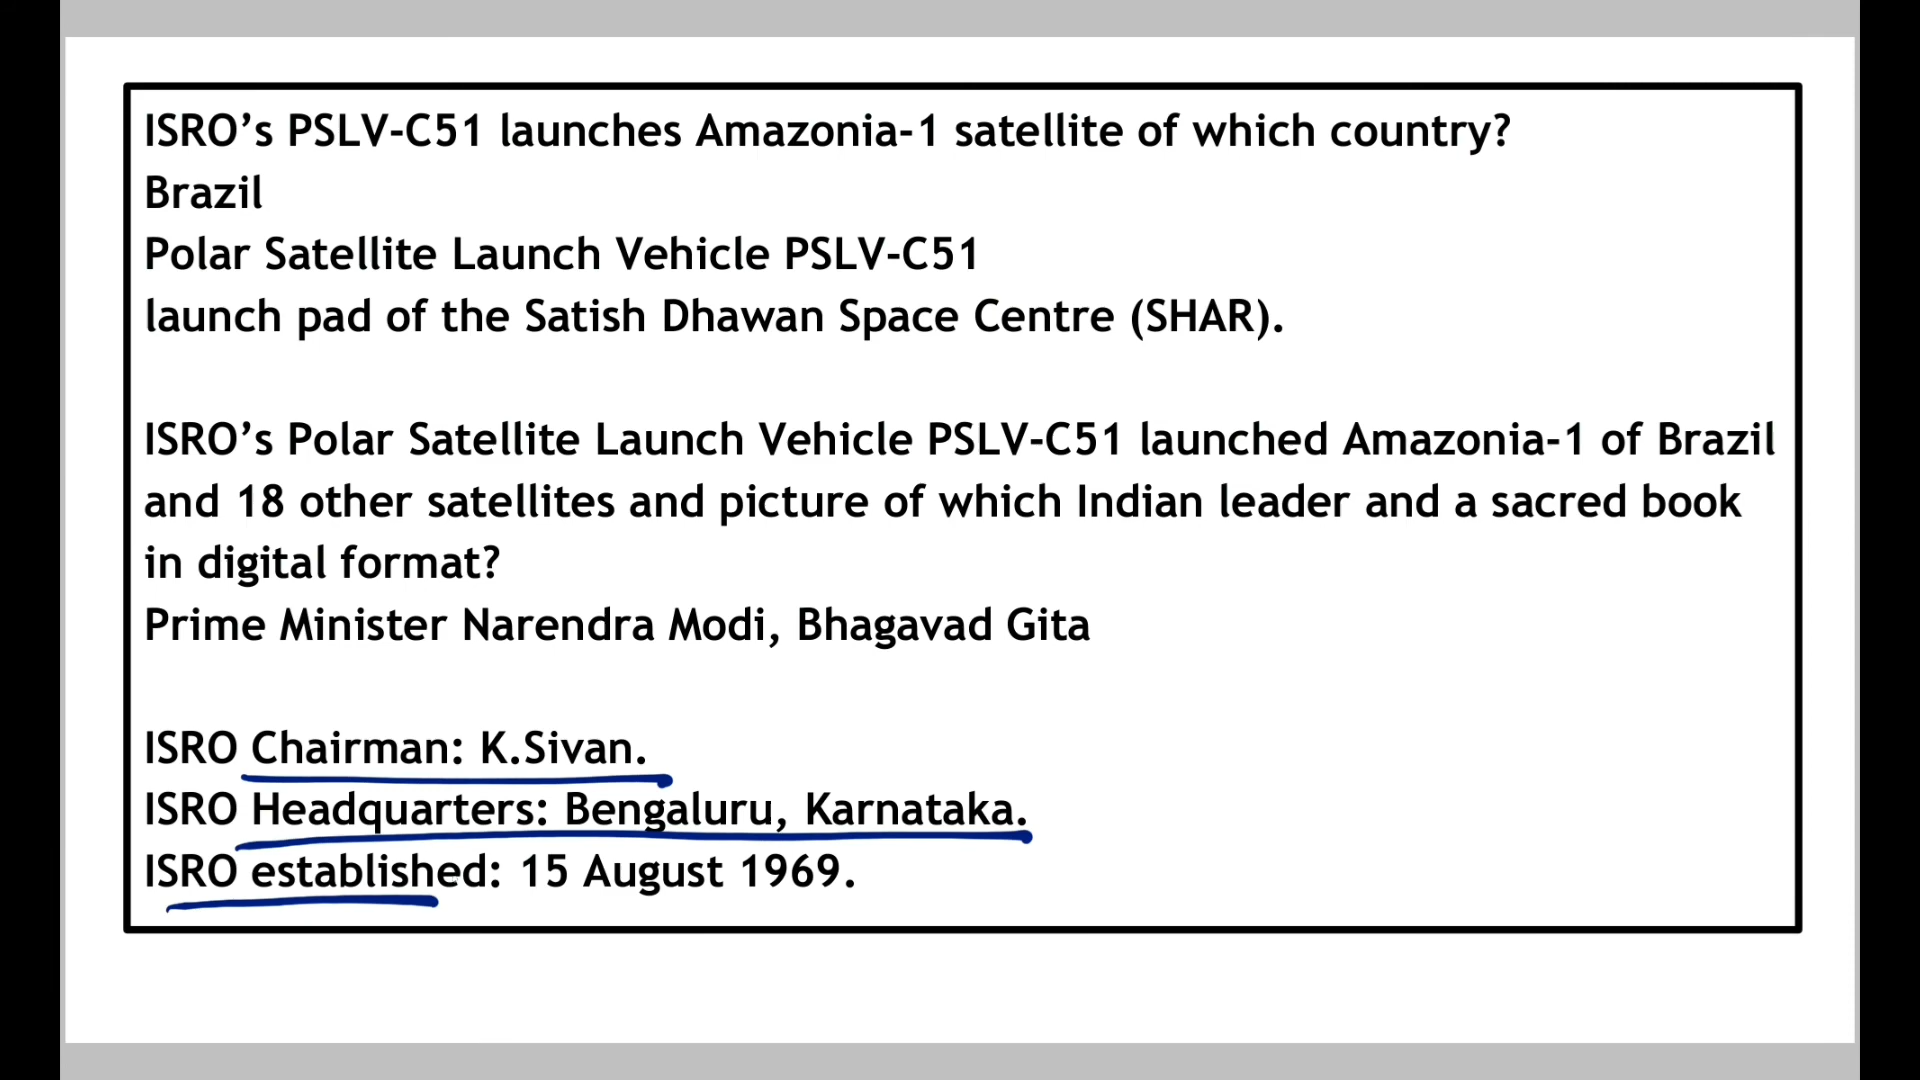 ISRO’s PSLV-C51 launches Amazonia-1 satellite of which country?
Brazil
Polar Satellite Launch Vehicle PSLV-C51
launch pad of the Satish Dhawan Space Centre (SHAR).
ISRO’s Polar Satellite Launch Vehicle PSLV-C51 launched Amazonia-1 of Brazil
and 18 other satellites and picture of which Indian leader and a sacred book
in digital format?
Prime Minister Narendra Modi, Bhagavad Gita
ISRO Chairman: K.Sivan.
ISRO Headquarters: Bengaluru, Karnataka.
ISRO established: 15 August 1969.